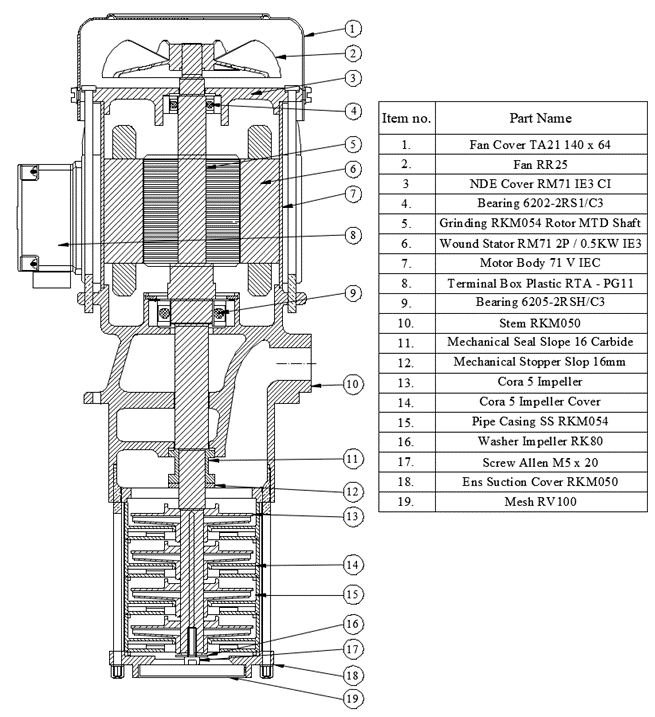 1
2
3
4
5
6
7
8
9
10
11
12
13
14
15
16
17
18
19
Item no. Part Name
1. Fan Cover TA21 140 x 64
2. Fan RR25
3 NDE Cover RM71 IE3 CI
4. Bearing 6202-2RS1/C3
5. Grinding RKM054 Rotor MTD Shaft
6. Wound Stator RM71 2P / 0.5KW IE3
7. Motor Body 71 V IEC
8. Terminal Box Plastic RTA - PG11
9. Bearing 6205-2RSH/C3
10. Stem RKM050
11. Mechanical Seal Slope 16 Carbide
12. Mechanical Stopper Slop 16mm
13. Cora 5 Impeller
14. Cora 5 Impeller Cover
15. Pipe Casing SS RKM054
16. Washer Impeller RK80
17. Screw Allen M5 x 20
18. Ens Suction Cover RKM050
19. Mesh RV100